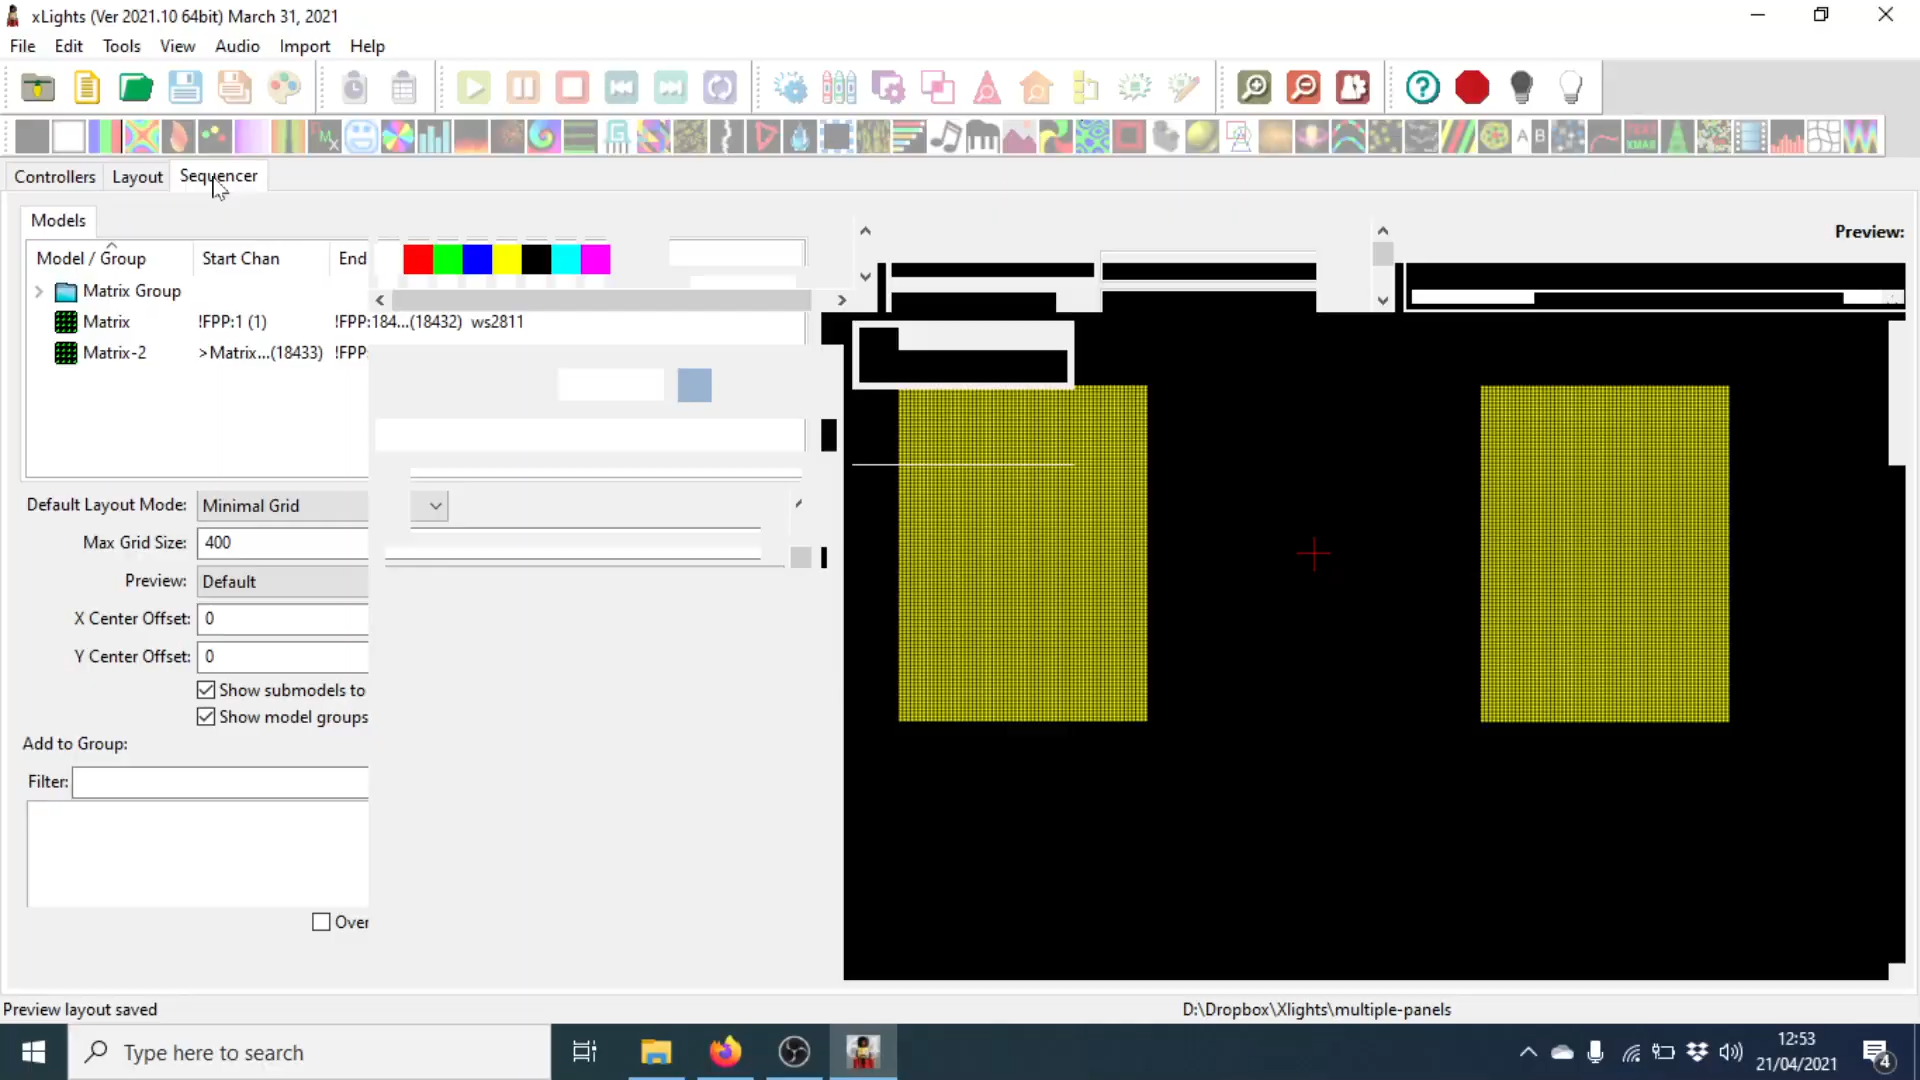 xLights (Ver 2021.10 64bit) March 31, 2021
File Edit Tools View Audio Import Help
Controllers Layout Sequencer
Models
Preview:
Model / Group Start Chan End
Matrix Group
Matrix !FPP:1 (1) !FPP:184...(18432) ws2811
Matrix-2 >Matrix...(18433) !FPP:
Default Layout Mode: Minimal Grid
Max Grid Size: 400
Preview: Default
X Center Offset: 0
Y Center Offset: 0
Show submodels to
Show model groups
Add to Group:
Filter:
Over
Preview layout saved D:\Dropbox\Xlights\multiple-panels
Type here to search
12:53
21/04/2021
4